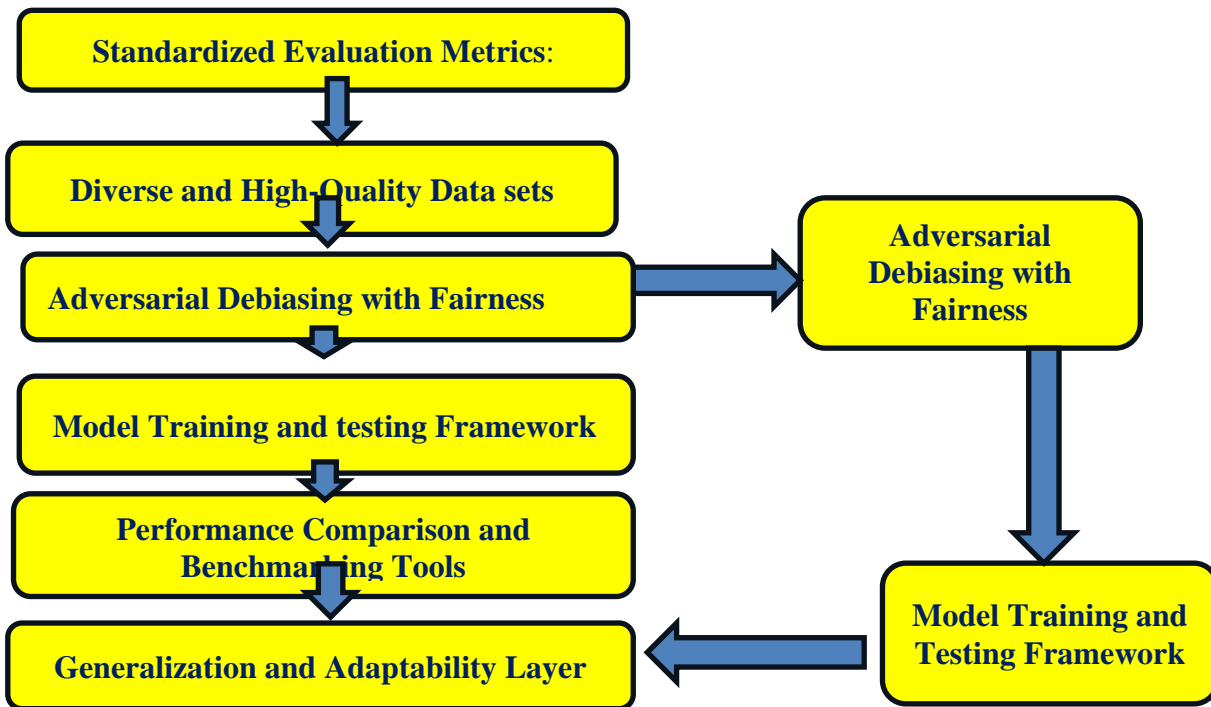 Standardized Evaluation Metrics:
Diverse and High-Quality Data sets
Adversarial Debiasing with Fairness
Model Training and testing Framework
Performance Comparison and
Benchmarking Tools
Generalization and Adaptability Layer
Adversarial
Debiasing with
Fairness
Model Training and
Testing Framework